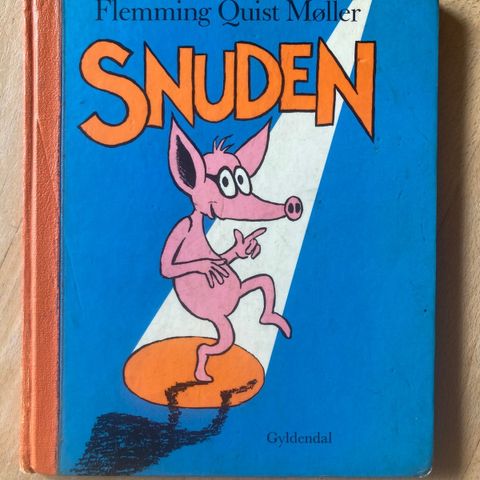 Flemming Quist Møller
SNUDEN
Gyldendal